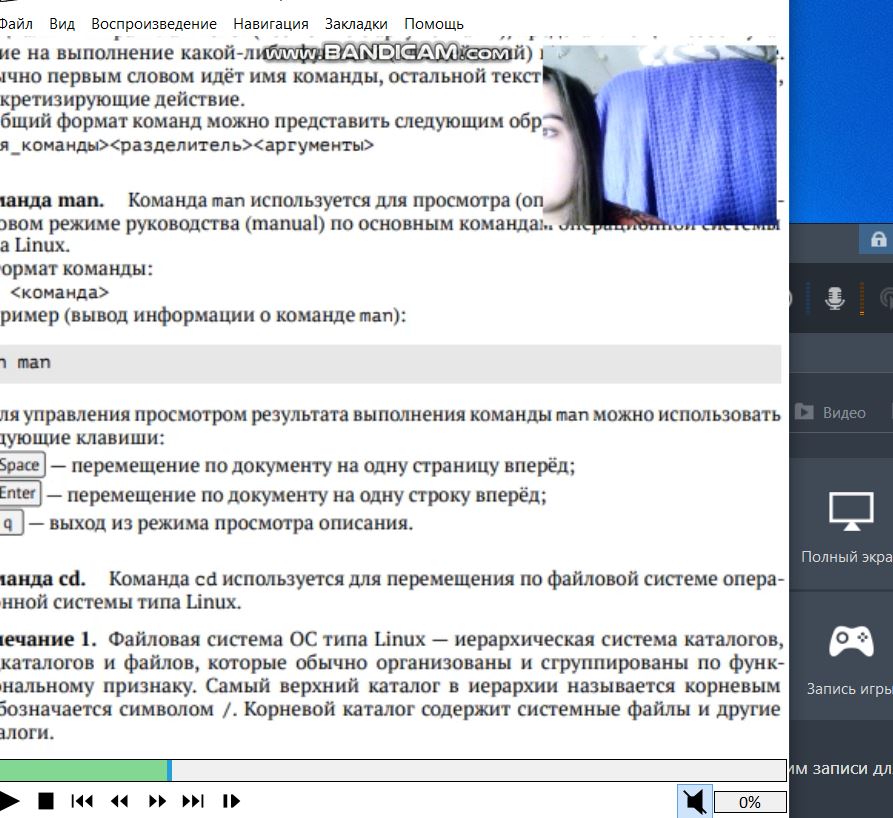 Файл Вид Воспроизведение Навигация Закладки Помощь
www.BANDICAM.com
ие на выполнение какой-либ
ычно первым словом идёт имя команды, остальной текст
кретизирующие действие.
бщий формат команд можно представить следующим обр
я_команды><разделитель><аргументы>
манда man. Команда man используется для просмотра (оп
овом режиме руководства (manual) по основным командам операционной системы
а Linux.
ормат команды:
<команда>
ример (вывод информации о команде man):
n man
ля управления просмотром результата выполнения команды man можно использовать
дующие клавиши:
Space — перемещение по документу на одну страницу вперёд;
Enter — перемещение по документу на одну строку вперёд;
q — выход из режима просмотра описания.
манда cd. Команда cd используется для перемещения по файловой системе опера-
онной системы типа Linux.
мечание 1. Файловая система ОС типа Linux — иерархическая система каталогов,
каталогов и файлов, которые обычно организованы и сгруппированы по функ-
ональному признаку. Самый верхний каталог в иерархии называется корневым
бозначается символом /. Корневой каталог содержит системные файлы и другие
алоги.
0%
Видео
Полный экра
Запись игры
им записи дл